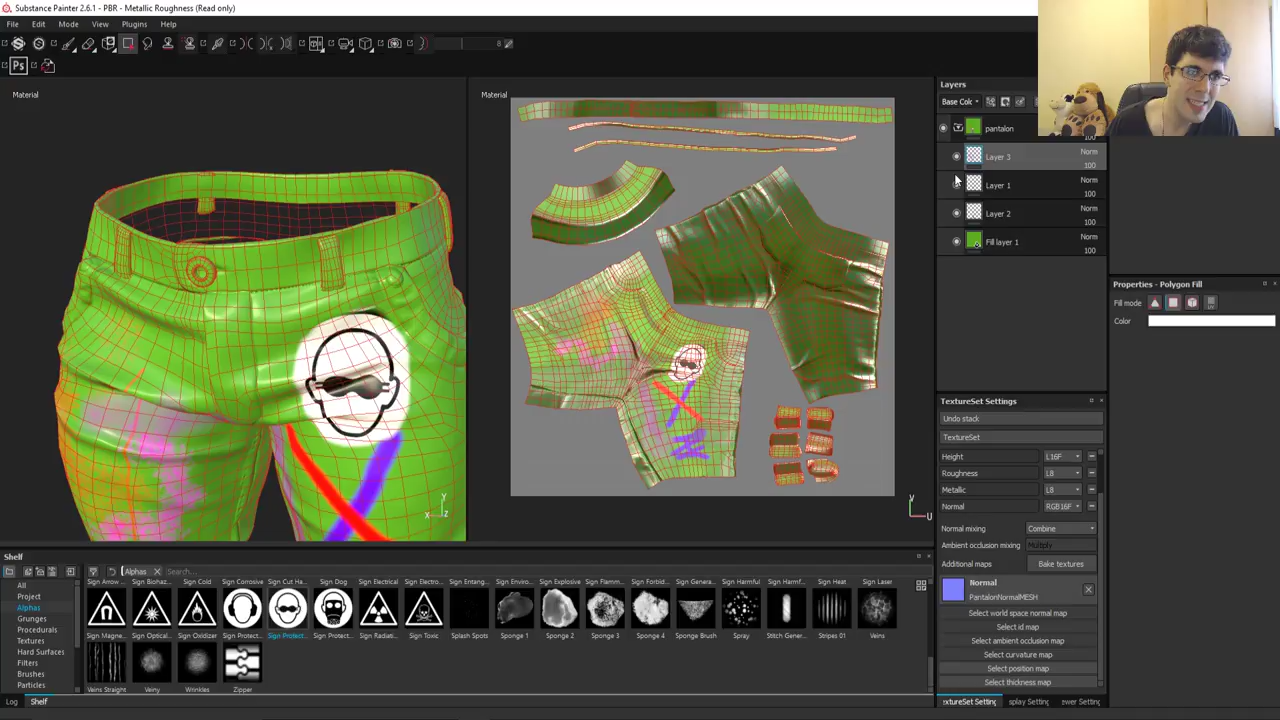 Substance Painter 2.6.1 - PBR - Metallic Roughness (Read only)
File Edit Mode View Plugins Help
8
Ps
Material
Material
Y
X
Z
V
U
Layers
Base Col
pantalon
100
Layer 3
Norm
100
Layer 1
Norm
100
Layer 2
Norm
100
Fill layer 1
Norm
100
Properties - Polygon Fill
Fill mode
Color
TextureSet Settings
Undo stack
TextureSet
Height L16F
Roughness L8
Metallic L8
Normal RGB16F
Normal mixing Combine
Ambient occlusion mixing Multiply
Additional maps Bake textures
Normal
PantalonNormalMESH
Select world space normal map
Select id map
Select ambient occlusion map
Select curvature map
Select position map
Select thickness map
extureSet Setting splay Setting ewer Setting
Shelf
Alphas Search...
All
Project
Alphas
Grunges
Procedurals
Textures
Hard Surfaces
Filters
Brushes
Particles
Sign Arrow ... Sign Biohaz... Sign Cold Sign Corrosive Sign Cut Ha... Sign Dog Sign Electrical Sign Electro... Sign Entang... Sign Enviro... Sign Explosive Sign Flamm... Sign Forbid... Sign Genera... Sign Harmful Sign Harmf... Sign Heat Sign Laser
Sign Magne... Sign Optical... Sign Oxidizer Sign Protect... Sign Protec... Sign Protect... Sign Radiati... Sign Toxic Splash Spots Sponge 1 Sponge 2 Sponge 3 Sponge 4 Sponge Brush Spray Stitch Gener... Stripes 01 Veins
Veins Straight Veiny Wrinkles Zipper
Log Shelf